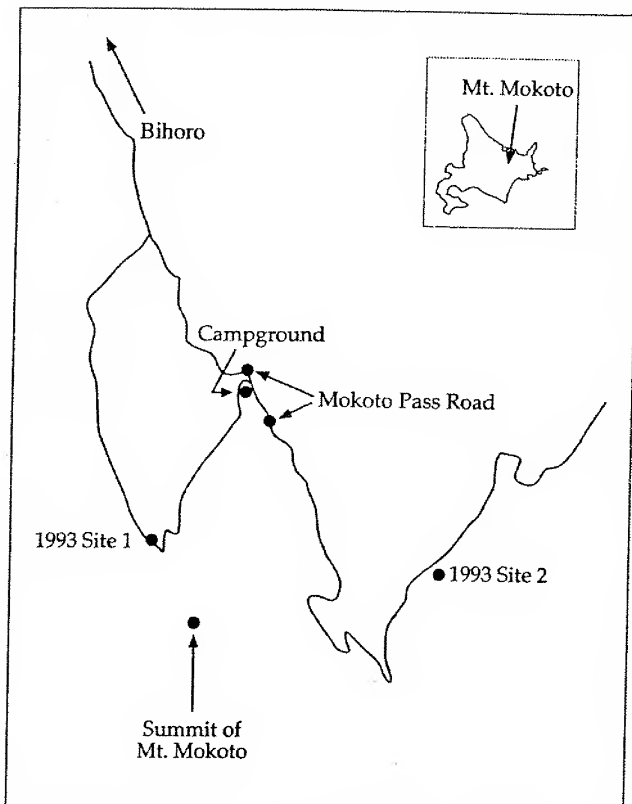 Mt. Mokoto
Bihoro
Campground
Mokoto Pass Road
1993 Site 1
1993 Site 2
Summit of
Mt. Mokoto